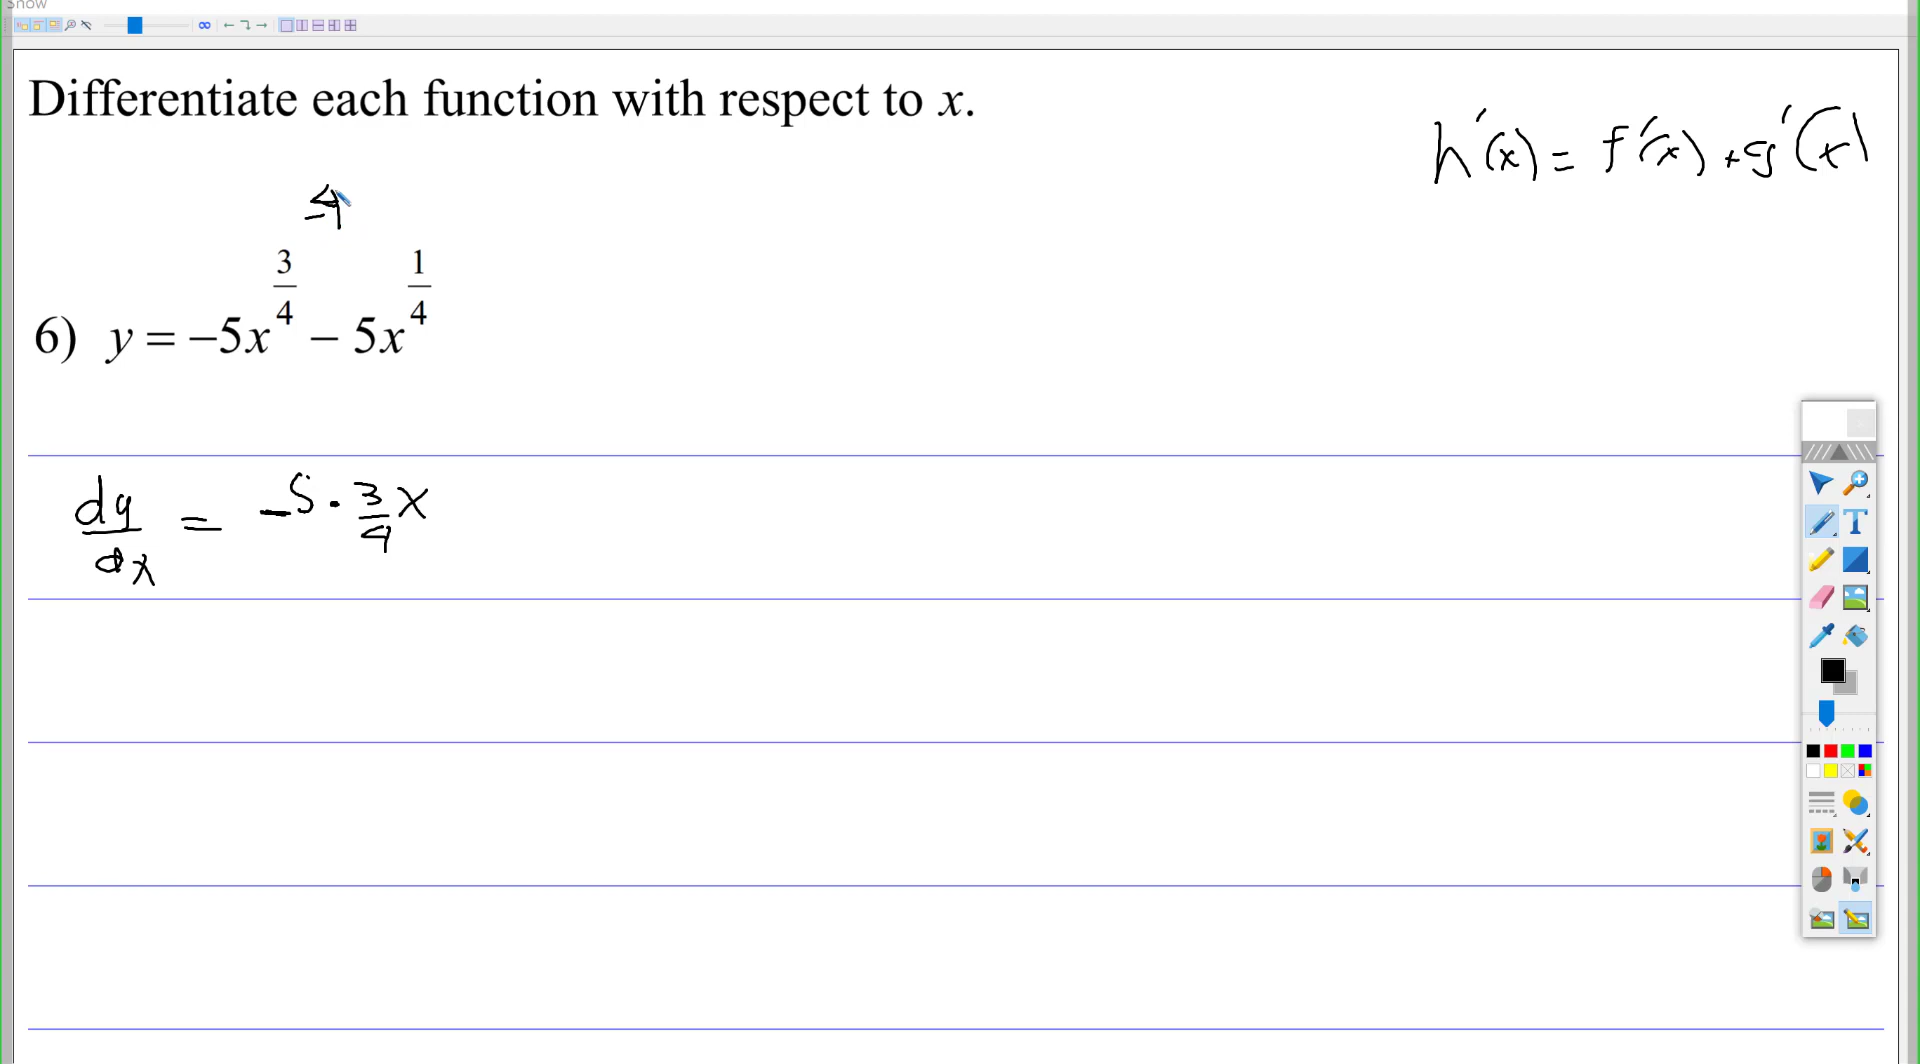 Show
Differentiate each function with respect to x.
h'(x) = f'(x) + g'(x)
-4
6) y = −5x^(3/4) − 5x^(1/4)
dy/dx = -5 · 3/4 x